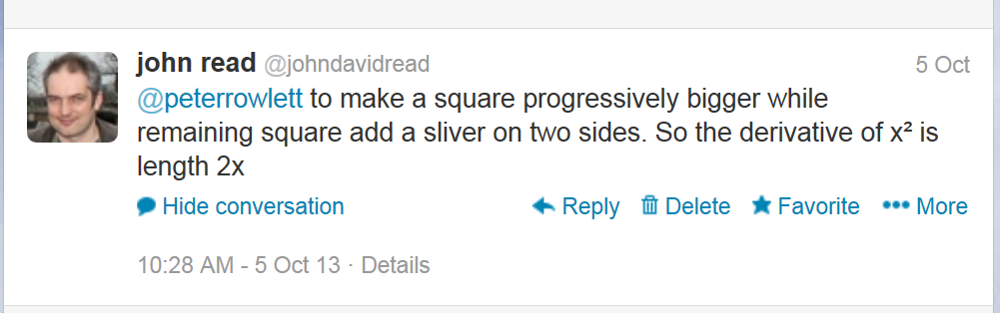 john read @johndavidread 5 Oct
@peterrowlett to make a square progressively bigger while
remaining square add a sliver on two sides. So the derivative of x² is
length 2x
Hide conversation Reply Delete Favorite More
10:28 AM - 5 Oct 13 · Details